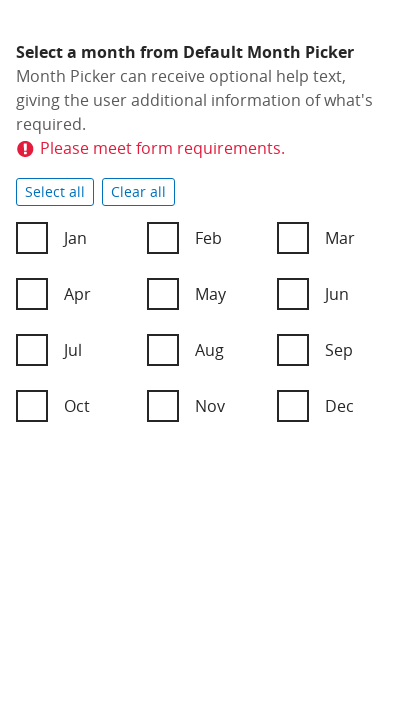 Select a month from Default Month Picker
Month Picker can receive optional help text,
giving the user additional information of what's
required.
Please meet form requirements.
Select all Clear all
Jan Feb Mar
Apr May Jun
Jul Aug Sep
Oct Nov Dec